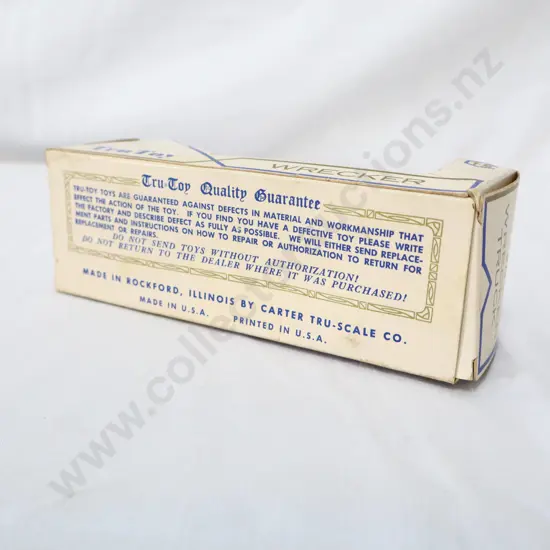 Tru-Toy
WRECKER
Tru-Toy Quality Guarantee
TRU-TOY TOYS ARE GUARANTEED AGAINST DEFECTS IN MATERIAL AND WORKMANSHIP THAT
EFFECT THE ACTION OF THE TOY. IF YOU FIND YOU HAVE A DEFECTIVE TOY PLEASE WRITE
THE FACTORY AND DESCRIBE DEFECT AS FULLY AS POSSIBLE. WE WILL EITHER SEND REPLACE-
MENT PARTS AND INSTRUCTIONS ON HOW TO REPAIR OR AUTHORIZATION TO RETURN FOR
REPLACEMENT OR REPAIRS.
DO NOT SEND TOYS WITHOUT AUTHORIZATION!
DO NOT RETURN TO THE DEALER WHERE IT WAS PURCHASED!
MADE IN ROCKFORD, ILLINOIS BY CARTER TRU-SCALE CO.
MADE IN U.S.A. PRINTED IN U.S.A.